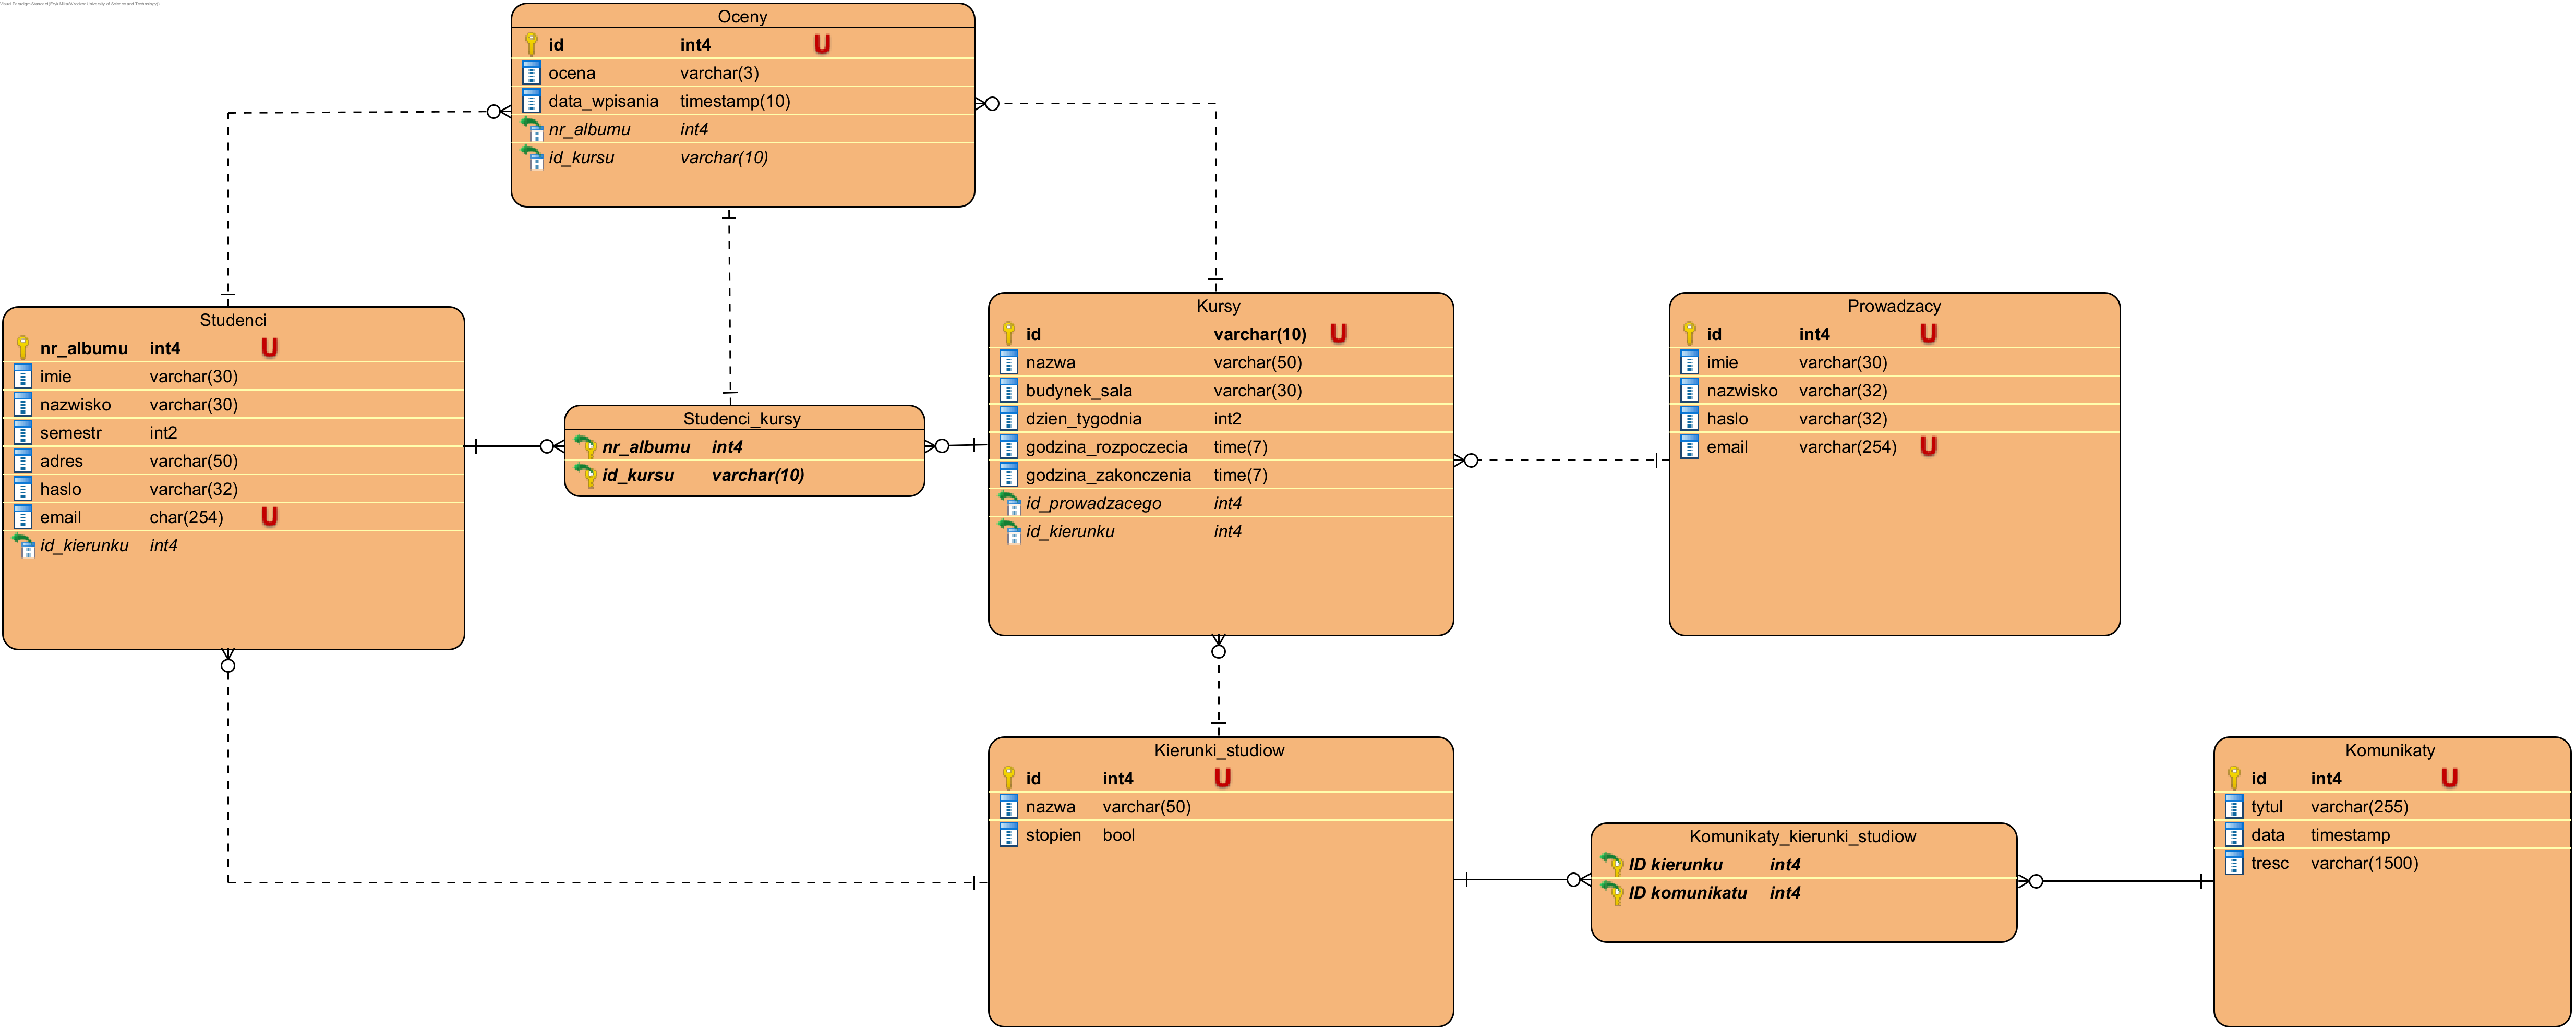 Visual Paradigm Standard(Eryk Mika(Wroclaw University of Science and Technology))
Oceny
id int4 U
ocena varchar(3)
data_wpisania timestamp(10)
nr_albumu int4
id_kursu varchar(10)
Studenci
nr_albumu int4 U
imie varchar(30)
nazwisko varchar(30)
semestr int2
adres varchar(50)
haslo varchar(32)
email char(254) U
id_kierunku int4
Studenci_kursy
nr_albumu int4
id_kursu varchar(10)
Kursy
id varchar(10) U
nazwa varchar(50)
budynek_sala varchar(30)
dzien_tygodnia int2
godzina_rozpoczecia time(7)
godzina_zakonczenia time(7)
id_prowadzacego int4
id_kierunku int4
Prowadzacy
id int4 U
imie varchar(30)
nazwisko varchar(32)
haslo varchar(32)
email varchar(254) U
Kierunki_studiow
id int4 U
nazwa varchar(50)
stopien bool
Komunikaty_kierunki_studiow
ID kierunku int4
ID komunikatu int4
Komunikaty
id int4 U
tytul varchar(255)
data timestamp
tresc varchar(1500)